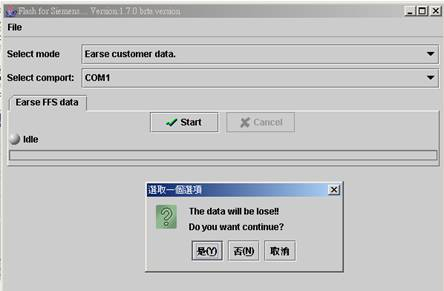 Flash for Siemens... Version:1.7.0 brta version
File
Select mode Earse customer data.
Select comport: COM1
Earse FFS data
Start Cancel
Idle
選取一個選項
The data will be lose!!
Do you want continue?
是(Y) 否(N) 取消